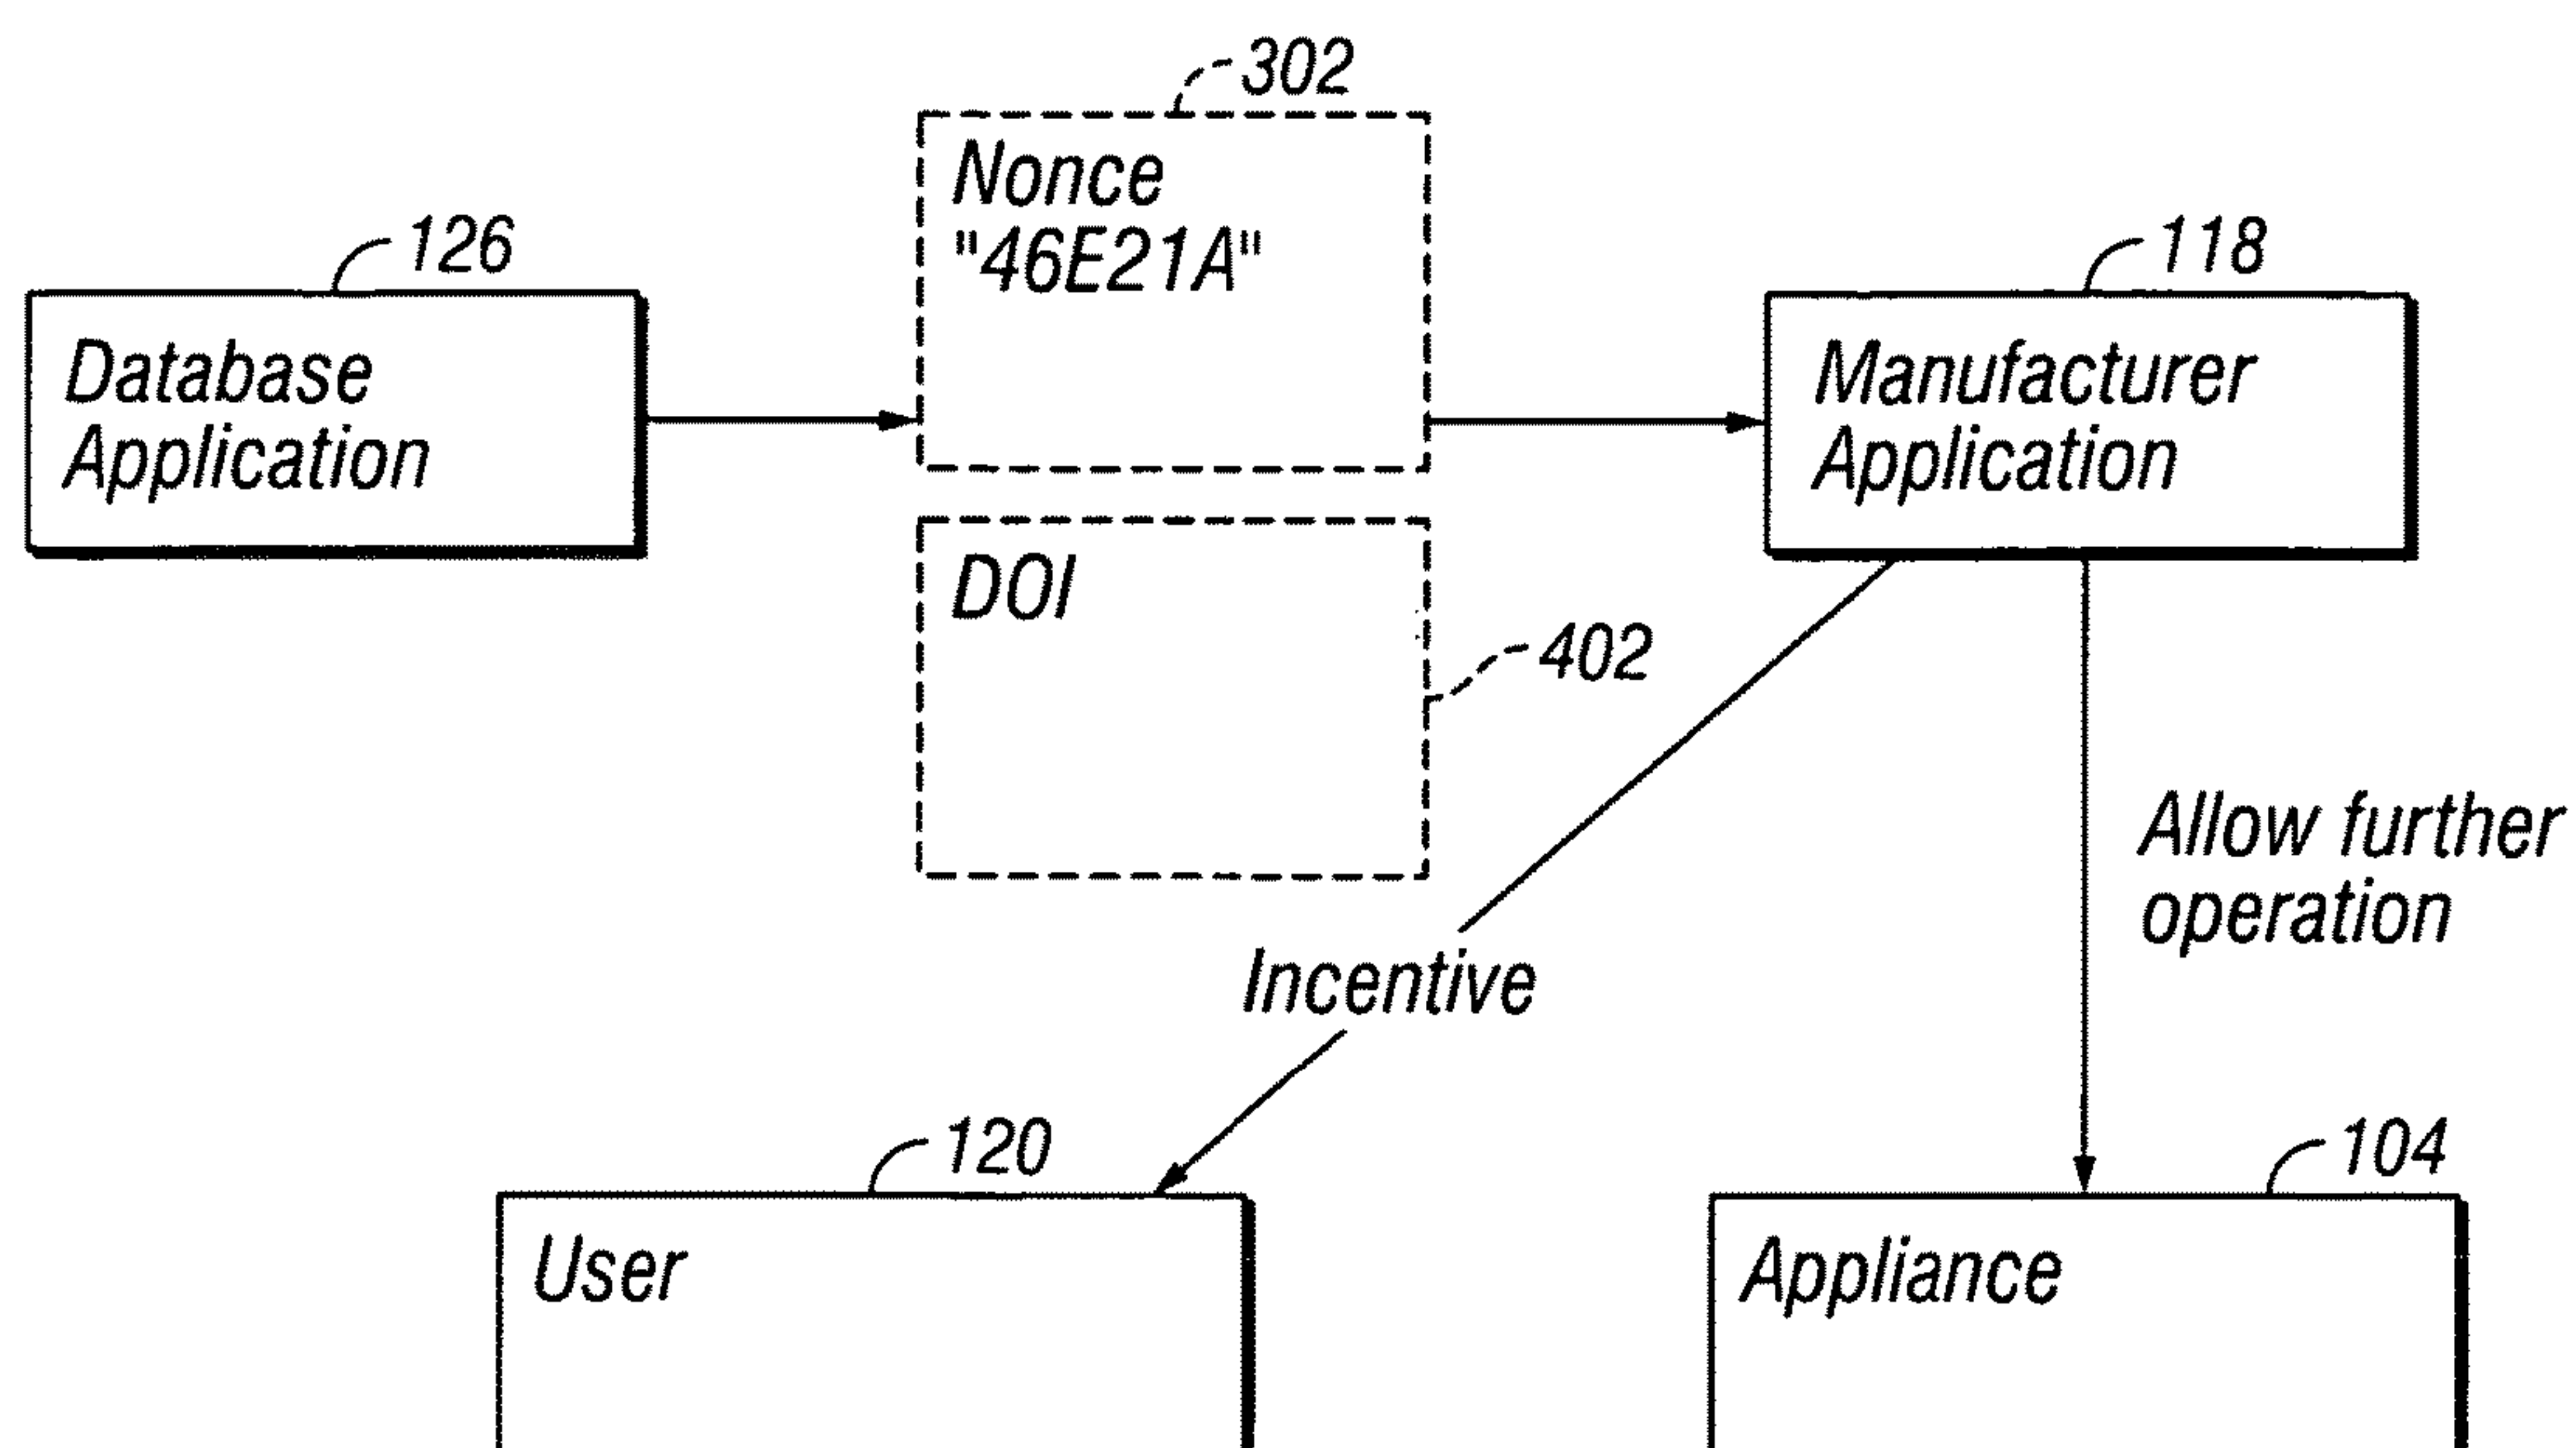 302
Nonce
"46E21A"
126
118
Database
Application
Manufacturer
Application
DOI
402
Allow further
operation
Incentive
120
104
User
Appliance